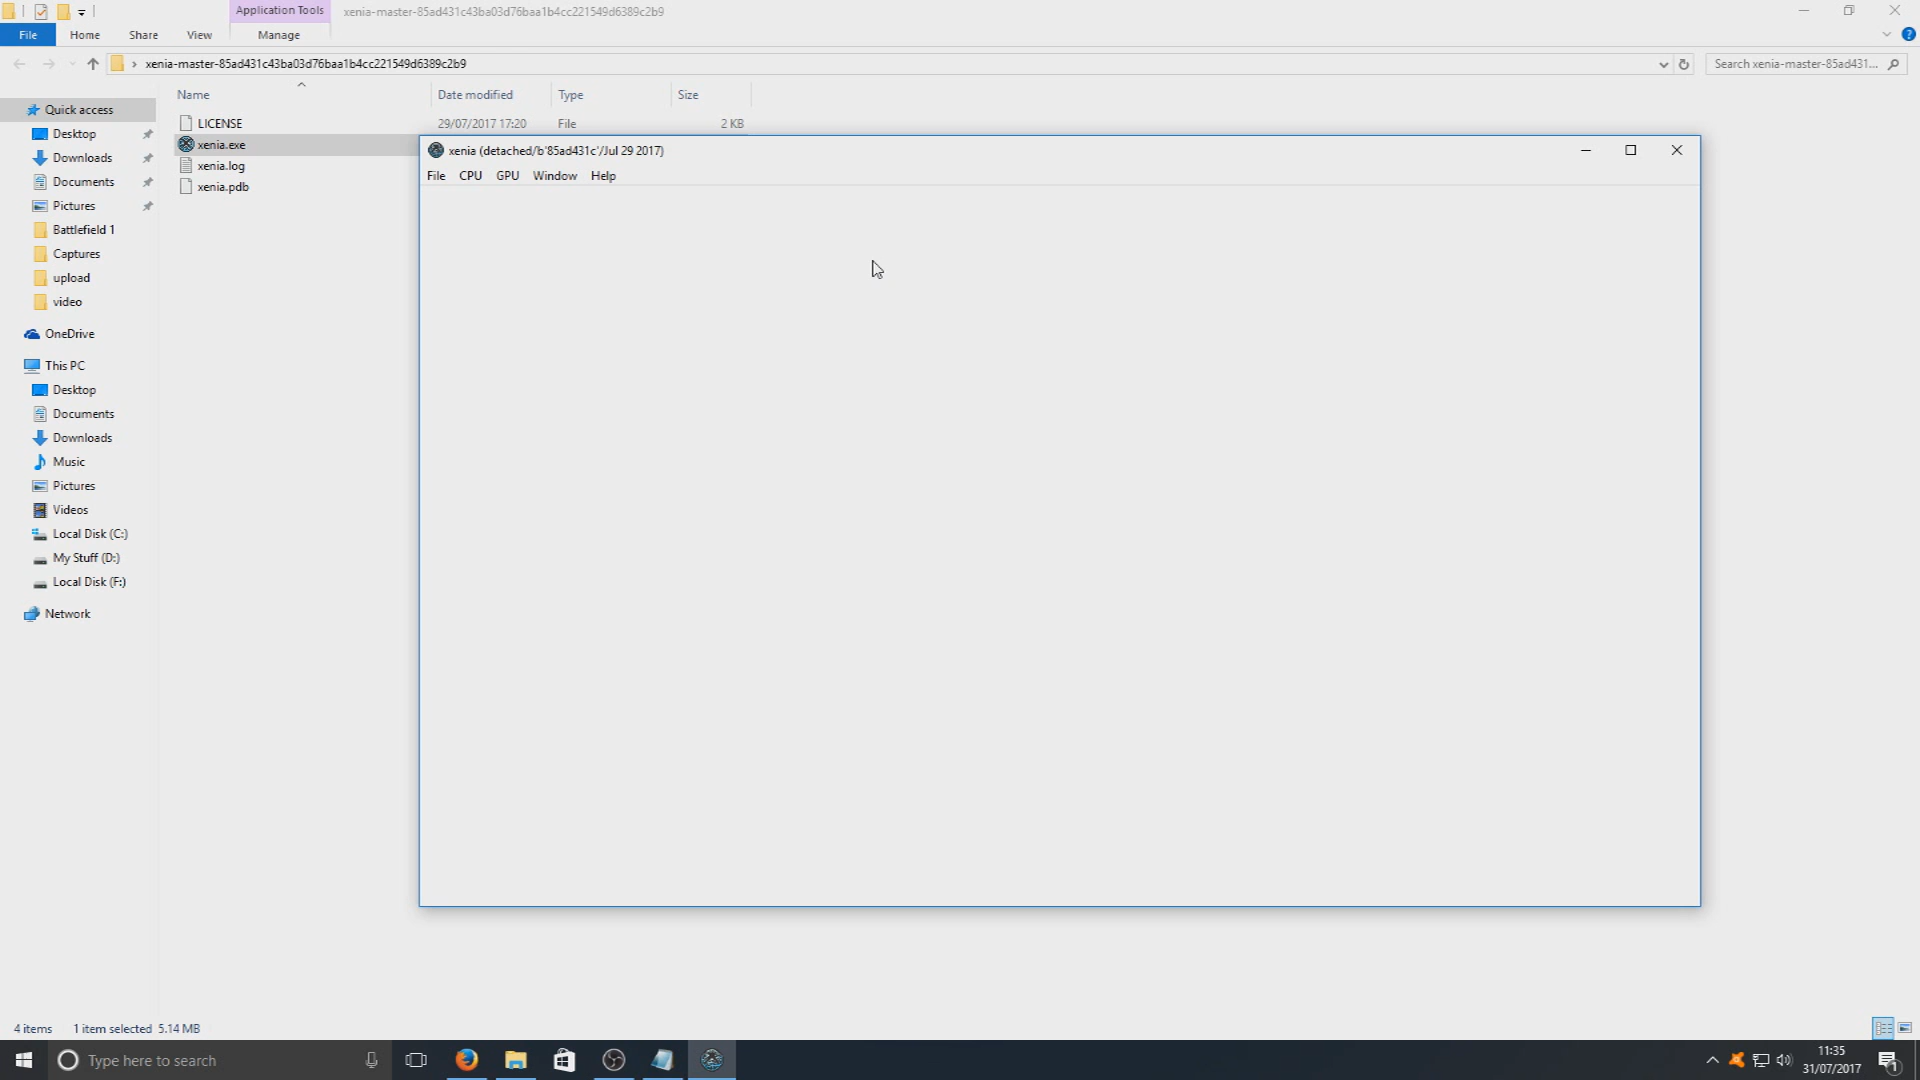 Application Tools
xenia-master-85ad431c43ba03d76baa1b4cc221549d6389c2b9
File
Home
Share
View
Manage
xenia-master-85ad431c43ba03d76baa1b4cc221549d6389c2b9
Search xenia-master-85ad431...
Name
Date modified
Type
Size
Quick access
Desktop
Downloads
Documents
Pictures
Battlefield 1
Captures
upload
video
OneDrive
This PC
Desktop
Documents
Downloads
Music
Pictures
Videos
Local Disk (C:)
My Stuff (D:)
Local Disk (F:)
Network
LICENSE
29/07/2017 17:20
File
2 KB
xenia.exe
xenia.log
xenia.pdb
xenia (detached/b'85ad431c'/Jul 29 2017)
File
CPU
GPU
Window
Help
4 items
1 item selected 5.14 MB
Type here to search
11:35
31/07/2017
1